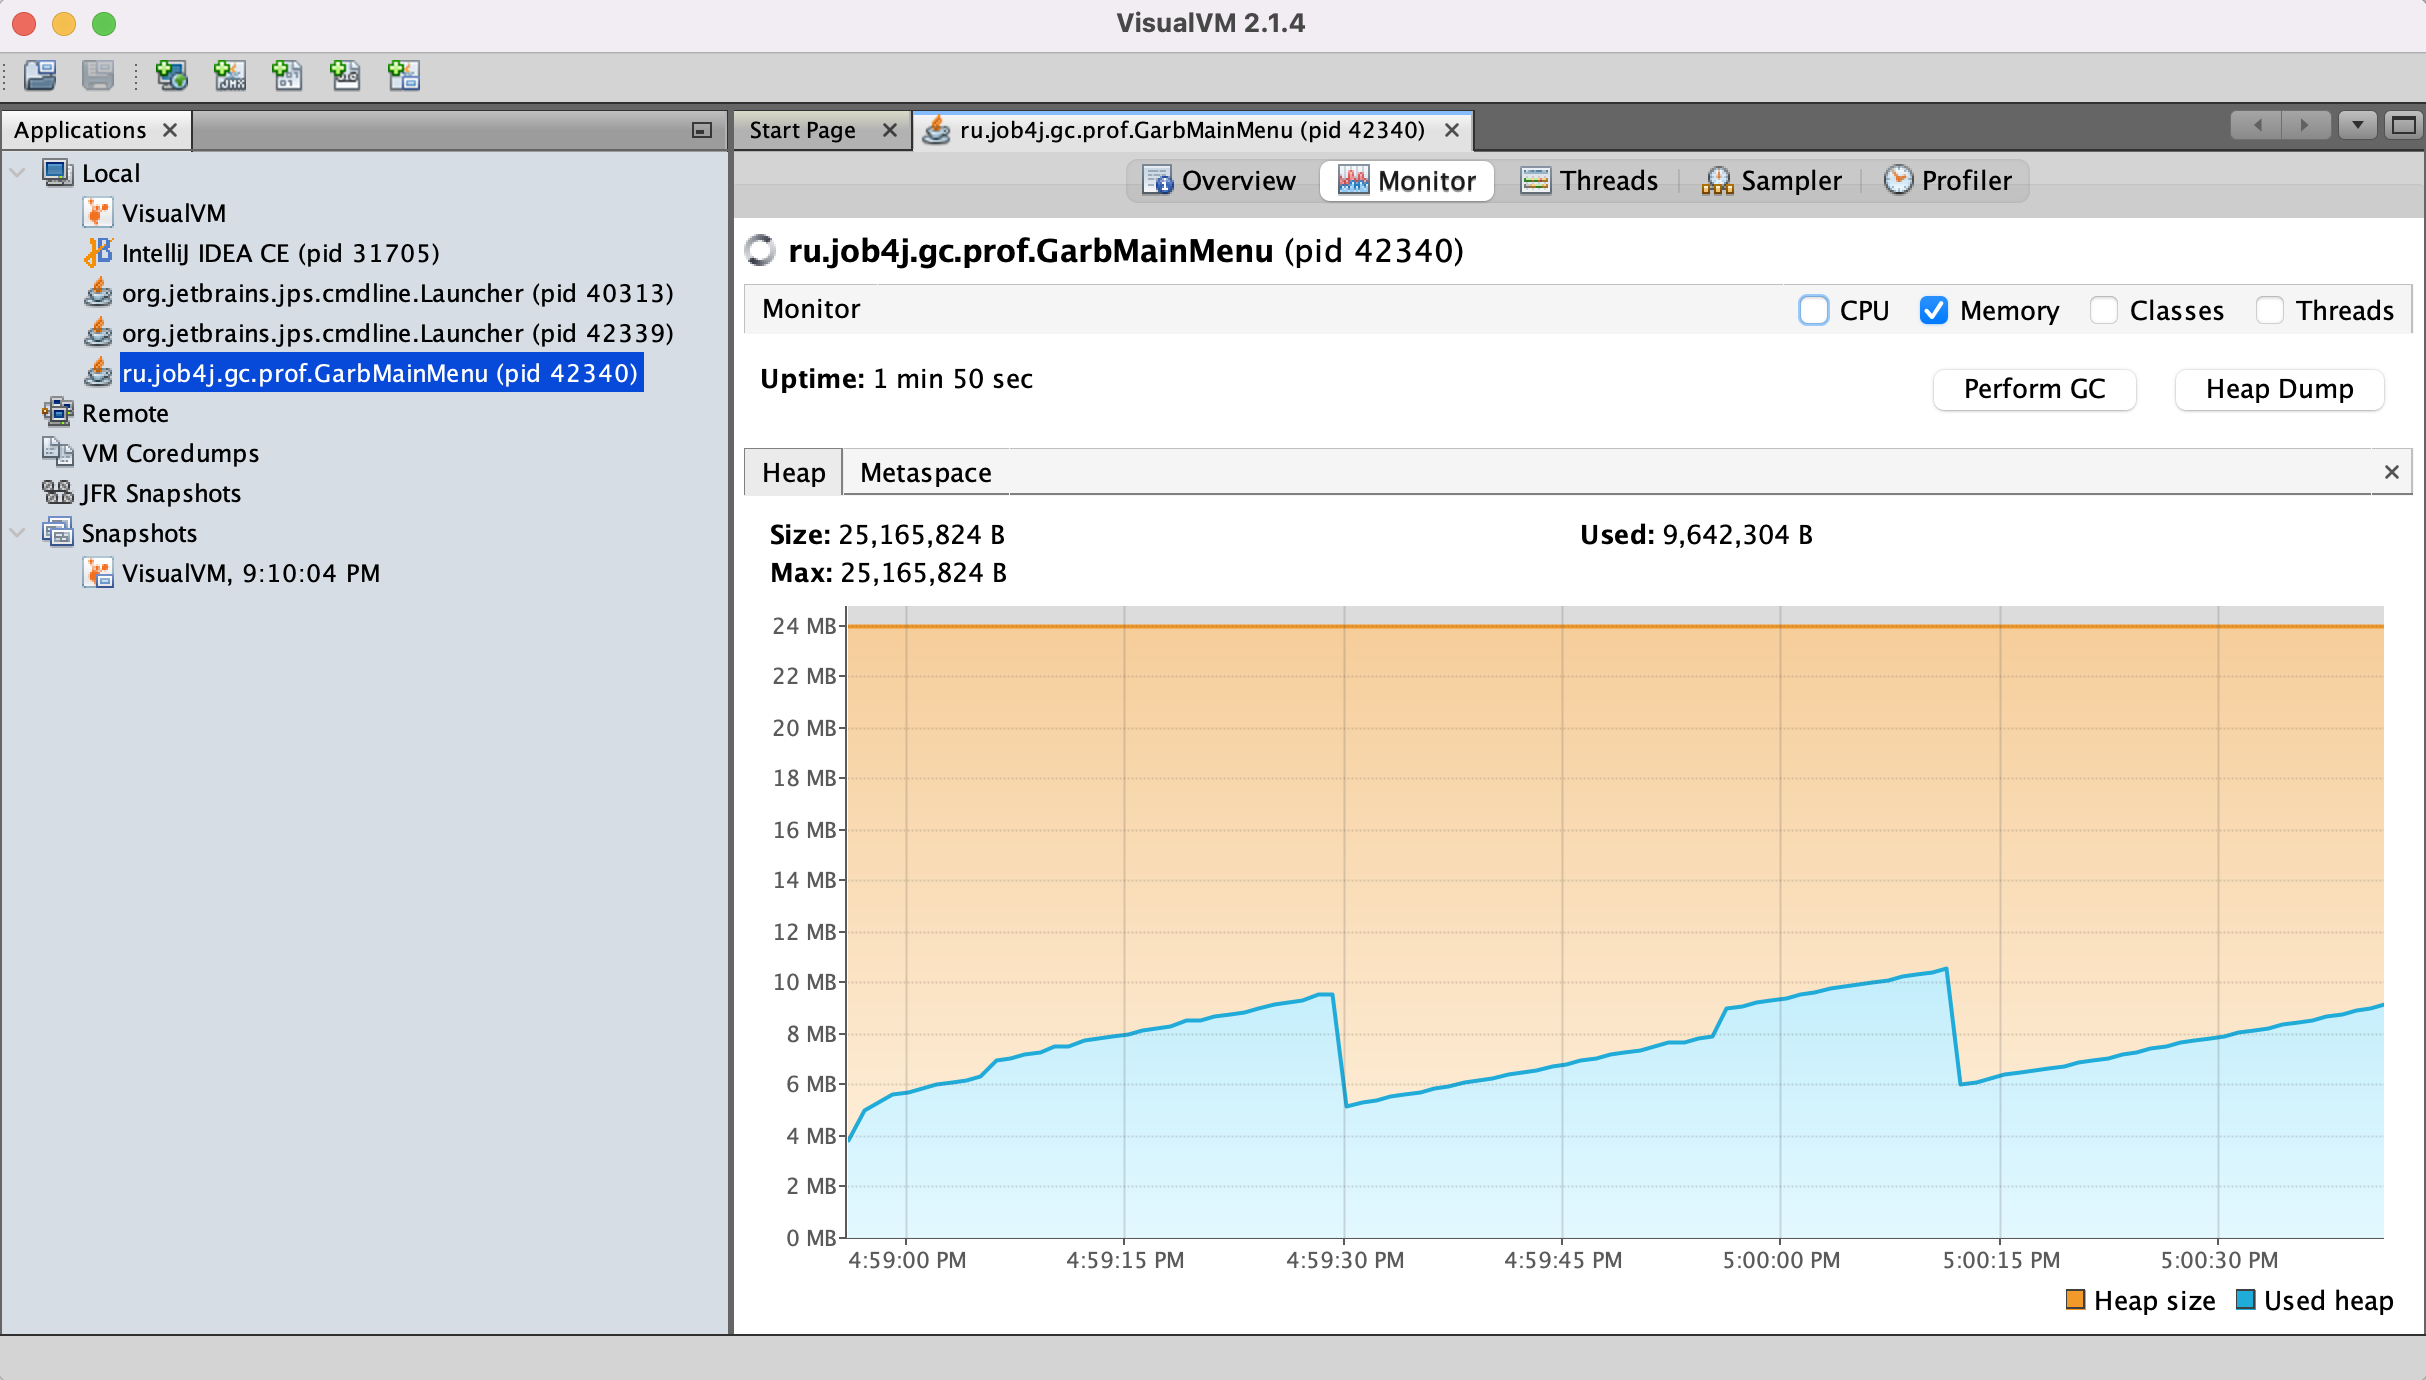 VisualVM 2.1.4
Applications
Start Page
ru.job4j.gc.prof.GarbMainMenu (pid 42340)
Local
VisualVM
IntelliJ IDEA CE (pid 31705)
org.jetbrains.jps.cmdline.Launcher (pid 40313)
org.jetbrains.jps.cmdline.Launcher (pid 42339)
ru.job4j.gc.prof.GarbMainMenu (pid 42340)
Remote
VM Coredumps
JFR Snapshots
Snapshots
VisualVM, 9:10:04 PM
Overview Monitor Threads Sampler Profiler
ru.job4j.gc.prof.GarbMainMenu (pid 42340)
Monitor
CPU Memory Classes Threads
Uptime: 1 min 50 sec
Perform GC
Heap Dump
Heap Metaspace
Size: 25,165,824 B
Used: 9,642,304 B
Max: 25,165,824 B
24 MB
22 MB
20 MB
18 MB
16 MB
14 MB
12 MB
10 MB
8 MB
6 MB
4 MB
2 MB
0 MB
4:59:00 PM 4:59:15 PM 4:59:30 PM 4:59:45 PM 5:00:00 PM 5:00:15 PM 5:00:30 PM
Heap size Used heap